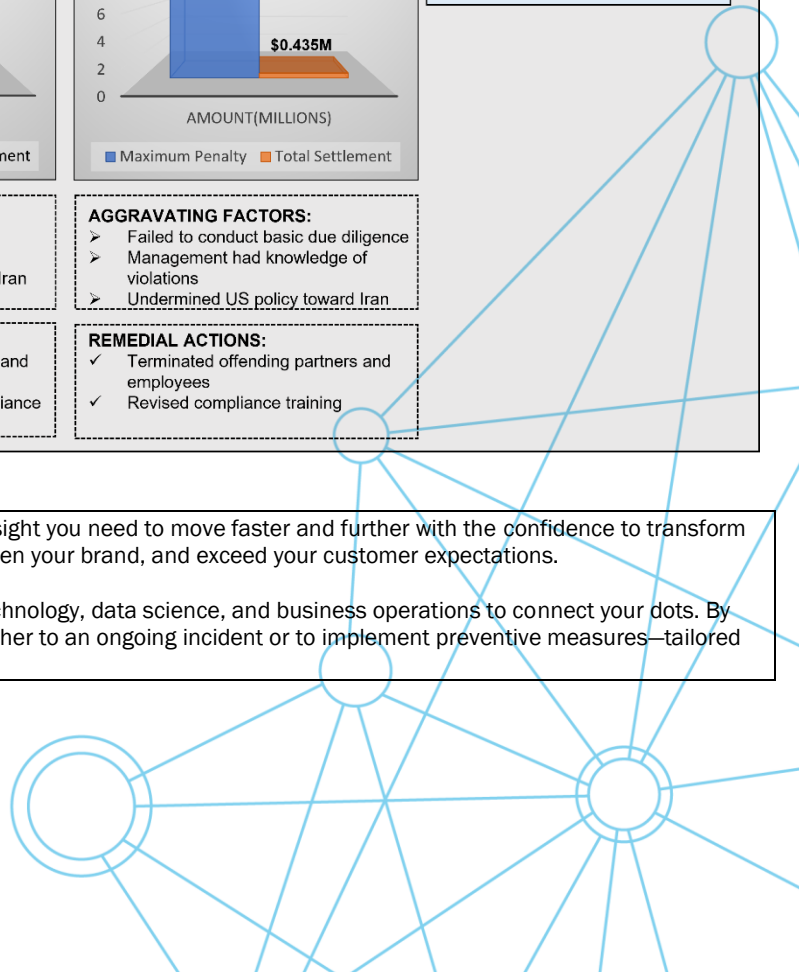 6
4
$0.435M
2
0
AMOUNT(MILLIONS)
Maximum Penalty Total Settlement
AGGRAVATING FACTORS:
➢ Failed to conduct basic due diligence
➢ Management had knowledge of
violations
Iran
➢ Undermined US policy toward Iran
REMEDIAL ACTIONS:
and
✓ Terminated offending partners and
employees
✓ Revised compliance training
sight you need to move faster and further with the confidence to transform
en your brand, and exceed your customer expectations.
chnology, data science, and business operations to connect your dots. By
her to an ongoing incident or to implement preventive measures—tailored